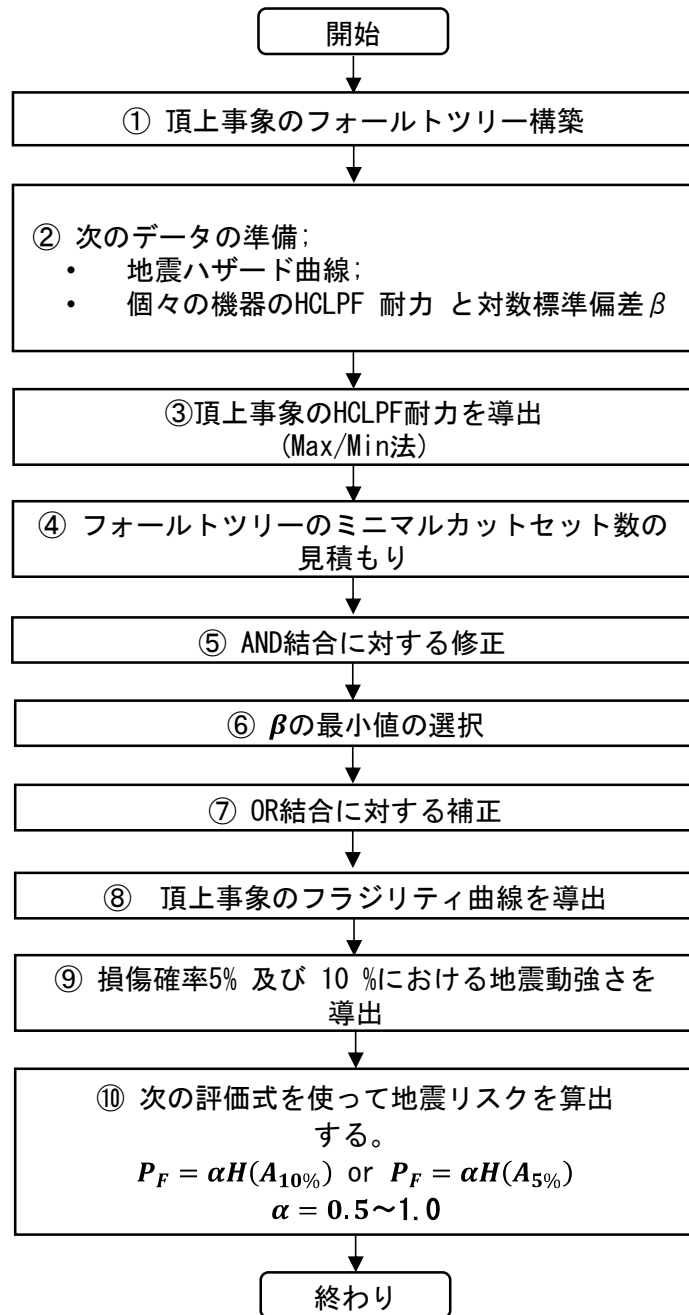 開始
① 頂上事象のフォールトツリー構築
② 次のデータの準備;
• 地震ハザード曲線;
• 個々の機器のHCLPF 耐力 と対数標準偏差β
③頂上事象のHCLPF耐力を導出
(Max/Min法)
④ フォールトツリーのミニマルカットセット数の
見積もり
⑤ AND結合に対する修正
⑥ βの最小値の選択
⑦ OR結合に対する補正
⑧ 頂上事象のフラジリティ曲線を導出
⑨ 損傷確率5% 及び 10 %における地震動強さを
導出
⑩ 次の評価式を使って地震リスクを算出
する。
P_F = αH(A_{10%}) or P_F = αH(A_{5%})
α = 0.5～1.0
終わり